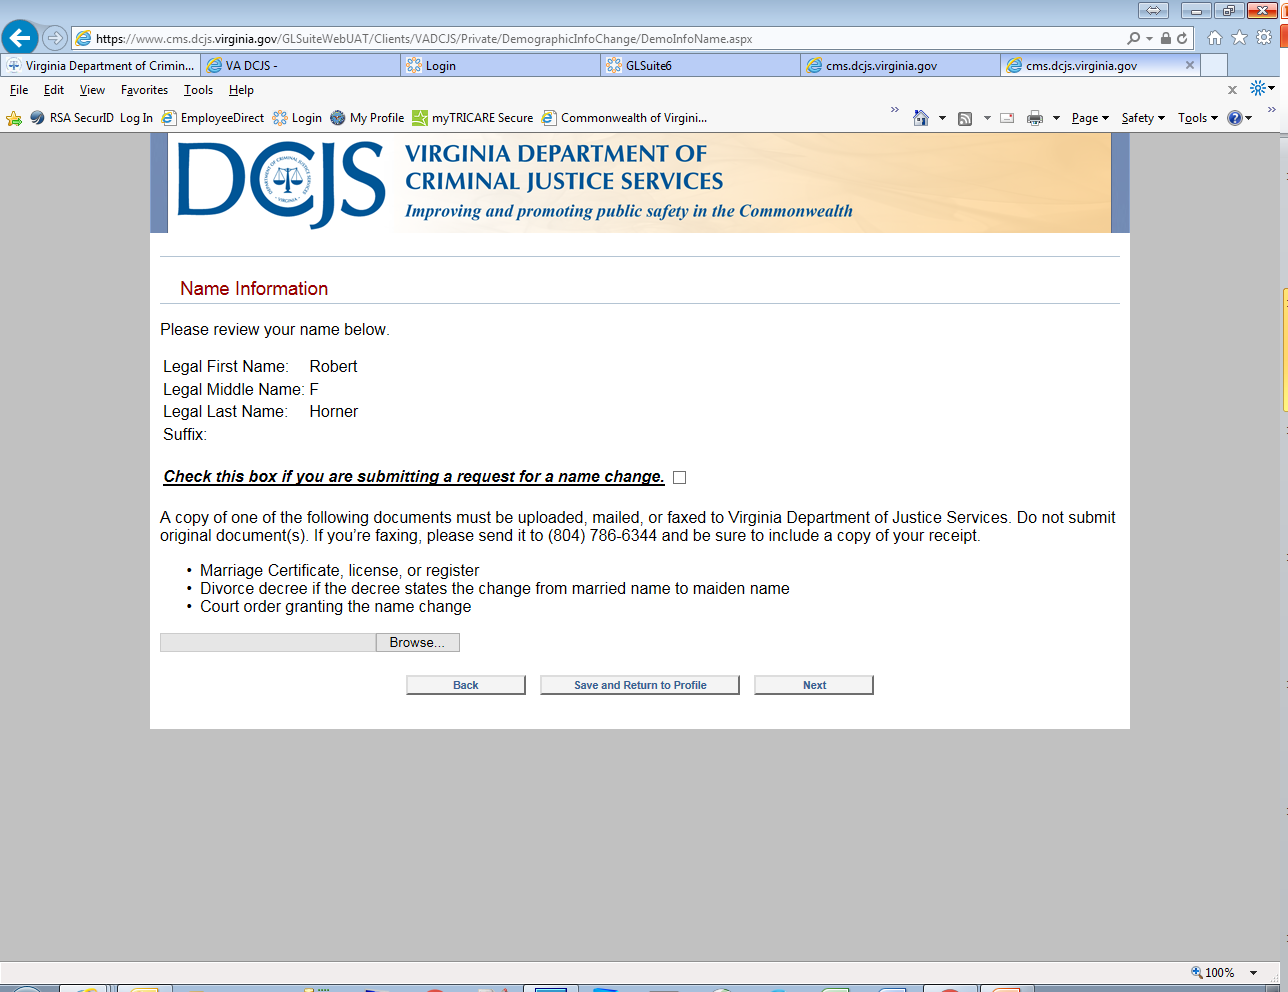 https://www.cms.dcjs.virginia.gov/GLSuiteWebUAT/Clients/VADCJS/Private/DemographicInfoChange/DemoInfoName.aspx
Virginia Department of Crimin... VA DCJS - Login GLSuite6 cms.dcjs.virginia.gov cms.dcjs.virginia.gov
File Edit View Favorites Tools Help
RSA SecurID Log In EmployeeDirect Login My Profile myTRICARE Secure Commonwealth of Virgini... Page Safety Tools
DCJS
VIRGINIA DEPARTMENT OF
CRIMINAL JUSTICE SERVICES
Improving and promoting public safety in the Commonwealth
Name Information
Please review your name below.
Legal First Name: Robert
Legal Middle Name: F
Legal Last Name: Horner
Suffix:
Check this box if you are submitting a request for a name change.
A copy of one of the following documents must be uploaded, mailed, or faxed to Virginia Department of Justice Services. Do not submit
original document(s). If you're faxing, please send it to (804) 786-6344 and be sure to include a copy of your receipt.
• Marriage Certificate, license, or register
• Divorce decree if the decree states the change from married name to maiden name
• Court order granting the name change
Browse...
Back Save and Return to Profile Next
100%